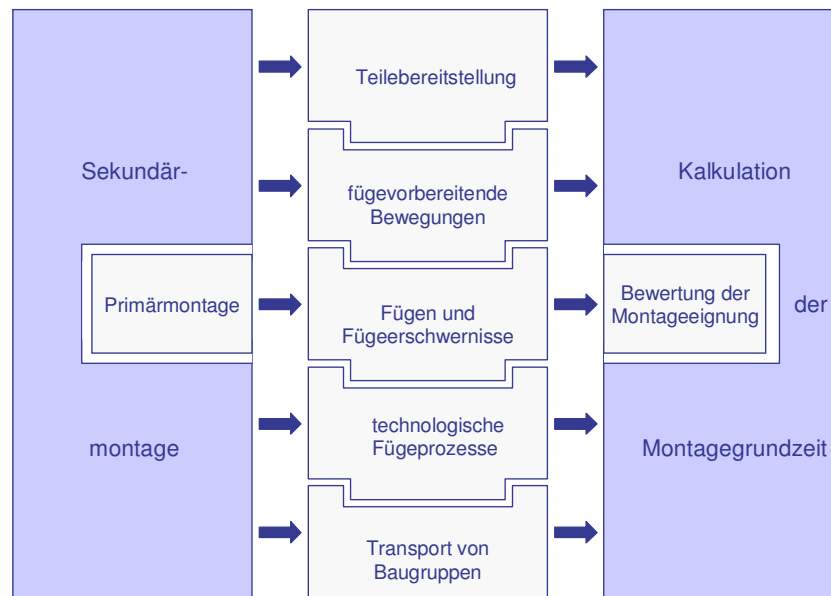 Teilebereitstellung
Sekundär-
fügevorbereitende
Bewegungen
Kalkulation
Primärmontage
Fügen und
Fügeerschwernisse
Bewertung der
Montageeignung
der
montage
technologische
Fügeprozesse
Montagegrundzeit
Transport von
Baugruppen